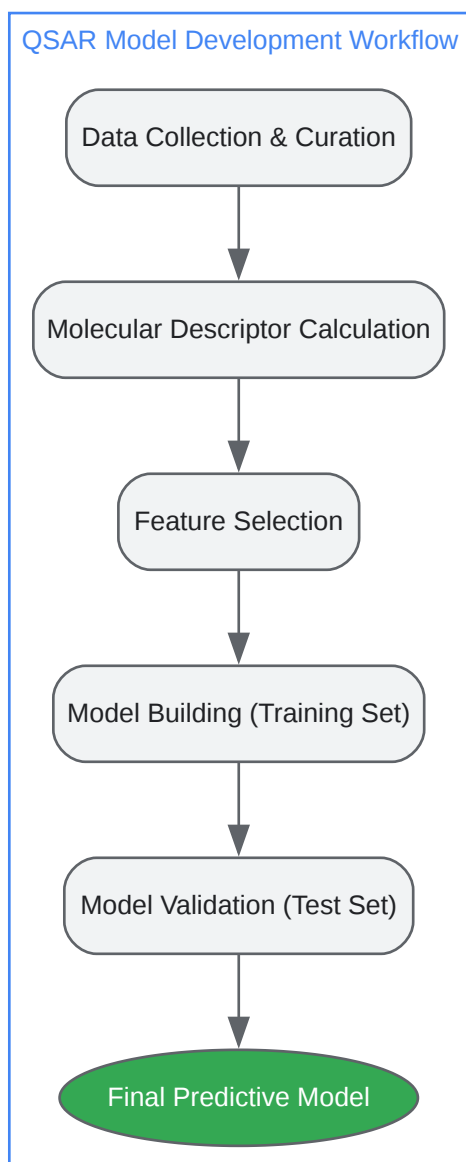 QSAR Model Development Workflow
Data Collection & Curation
Molecular Descriptor Calculation
Feature Selection
Model Building (Training Set)
Model Validation (Test Set)
Final Predictive Model